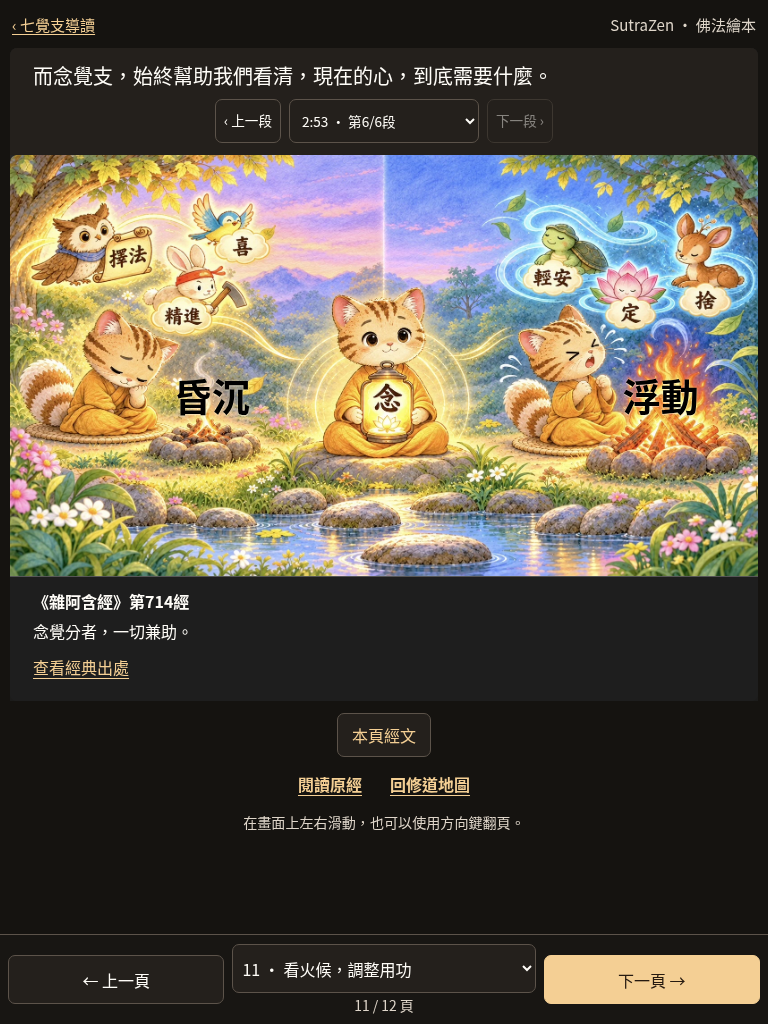 ‹ 七覺支導讀
SutraZen · 佛法繪本
而念覺支，始終幫助我們看清，現在的心，到底需要什麼。
‹ 上一段
2:53 · 第6/6段
下一段 ›
擇法
喜
精進
輕安
定
捨
昏沉
念
浮動
《雜阿含經》第714經
念覺分者，一切兼助。
查看經典出處
本頁經文
閱讀原經
回修道地圖
在畫面上左右滑動，也可以使用方向鍵翻頁。
← 上一頁
11 · 看火候，調整用功
下一頁 →
11 / 12 頁